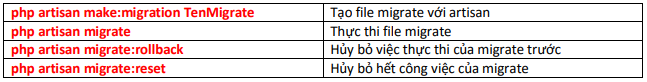 php artisan make:migration TenMigrate Tạo file migrate với artisan
php artisan migrate Thực thi file migrate
php artisan migrate:rollback Hủy bỏ việc thực thi của migrate trước
php artisan migrate:reset Hủy bỏ hết công việc của migrate